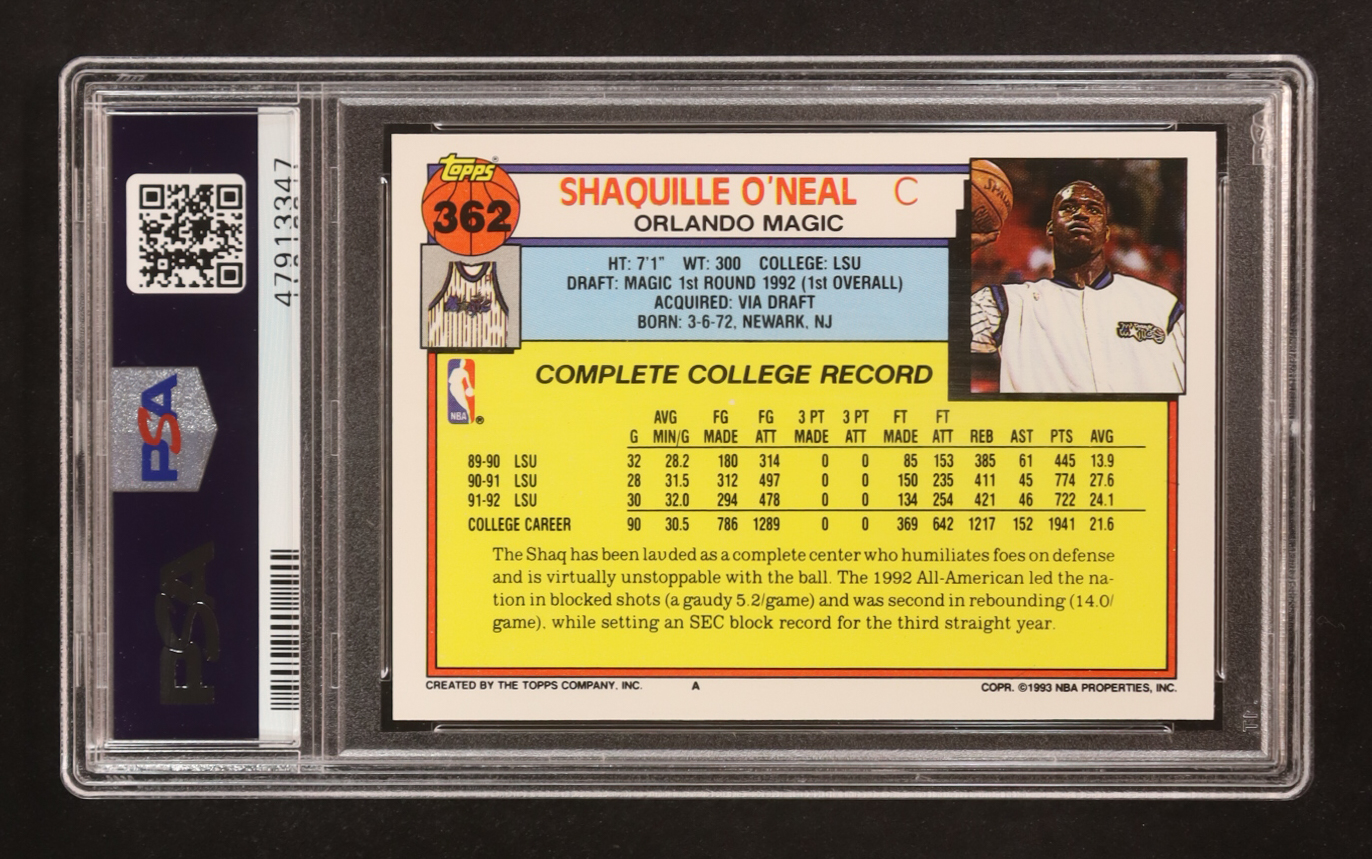 47913347
PSA
PSA
Topps
362
SHAQUILLE O'NEAL C
ORLANDO MAGIC
HT: 7'1" WT: 300 COLLEGE: LSU
DRAFT: MAGIC 1st ROUND 1992 (1st OVERALL)
ACQUIRED: VIA DRAFT
BORN: 3-6-72, NEWARK, NJ
SPALDING
Magic
NBA ®
COMPLETE COLLEGE RECORD
AVG FG FG 3 PT 3 PT FT FT
G MIN/G MADE ATT MADE ATT MADE ATT REB AST PTS AVG
89-90 LSU 32 28.2 180 314 0 0 85 153 385 61 445 13.9
90-91 LSU 28 31.5 312 497 0 0 150 235 411 45 774 27.6
91-92 LSU 30 32.0 294 478 0 0 134 254 421 46 722 24.1
COLLEGE CAREER 90 30.5 786 1289 0 0 369 642 1217 152 1941 21.6
The Shaq has been lauded as a complete center who humiliates foes on defense
and is virtually unstoppable with the ball. The 1992 All-American led the na-
tion in blocked shots (a gaudy 5.2/game) and was second in rebounding (14.0/
game), while setting an SEC block record for the third straight year.
CREATED BY THE TOPPS COMPANY, INC. A COPR. ©1993 NBA PROPERTIES, INC.